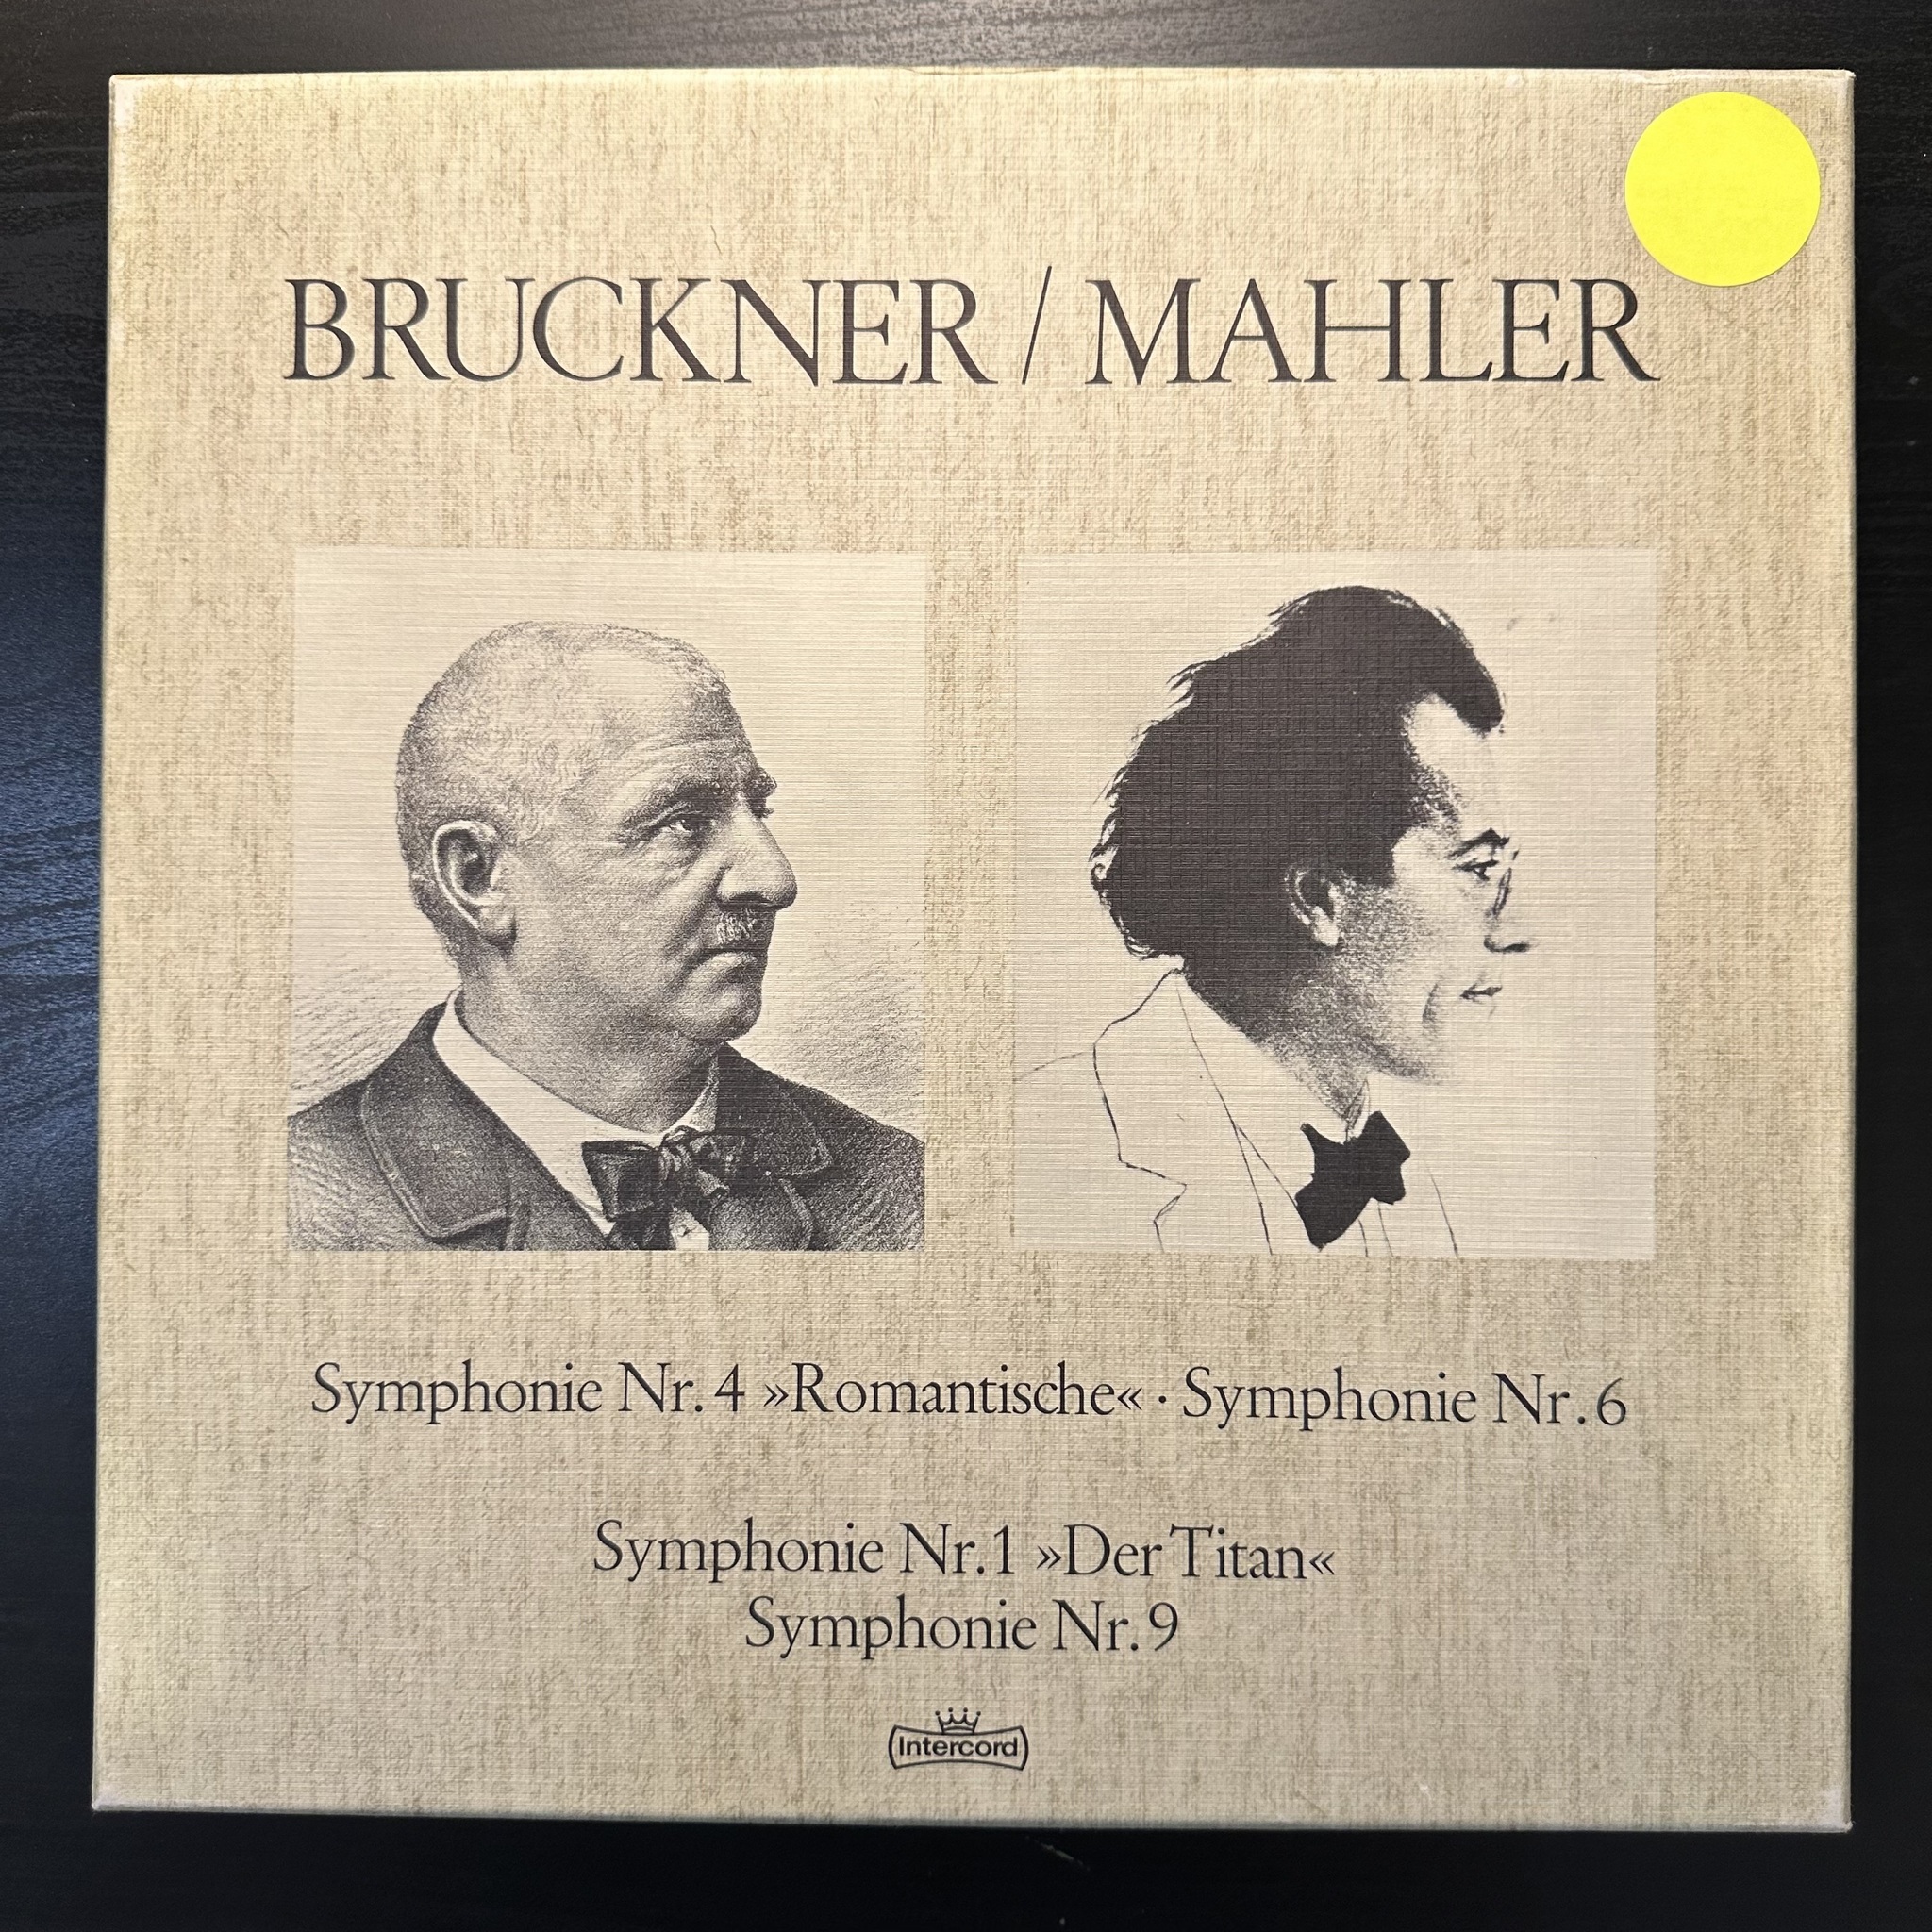 BRUCKNER / MAHLER
Symphonie Nr. 4 »Romantische« · Symphonie Nr. 6
Symphonie Nr. 1 »Der Titan«
Symphonie Nr. 9
Intercord